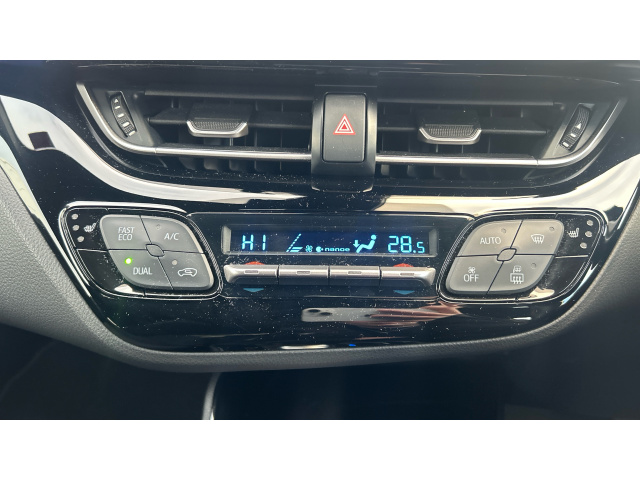 FAST
ECO
A/C
DUAL
HI
nanoe
28.5
AUTO
OFF